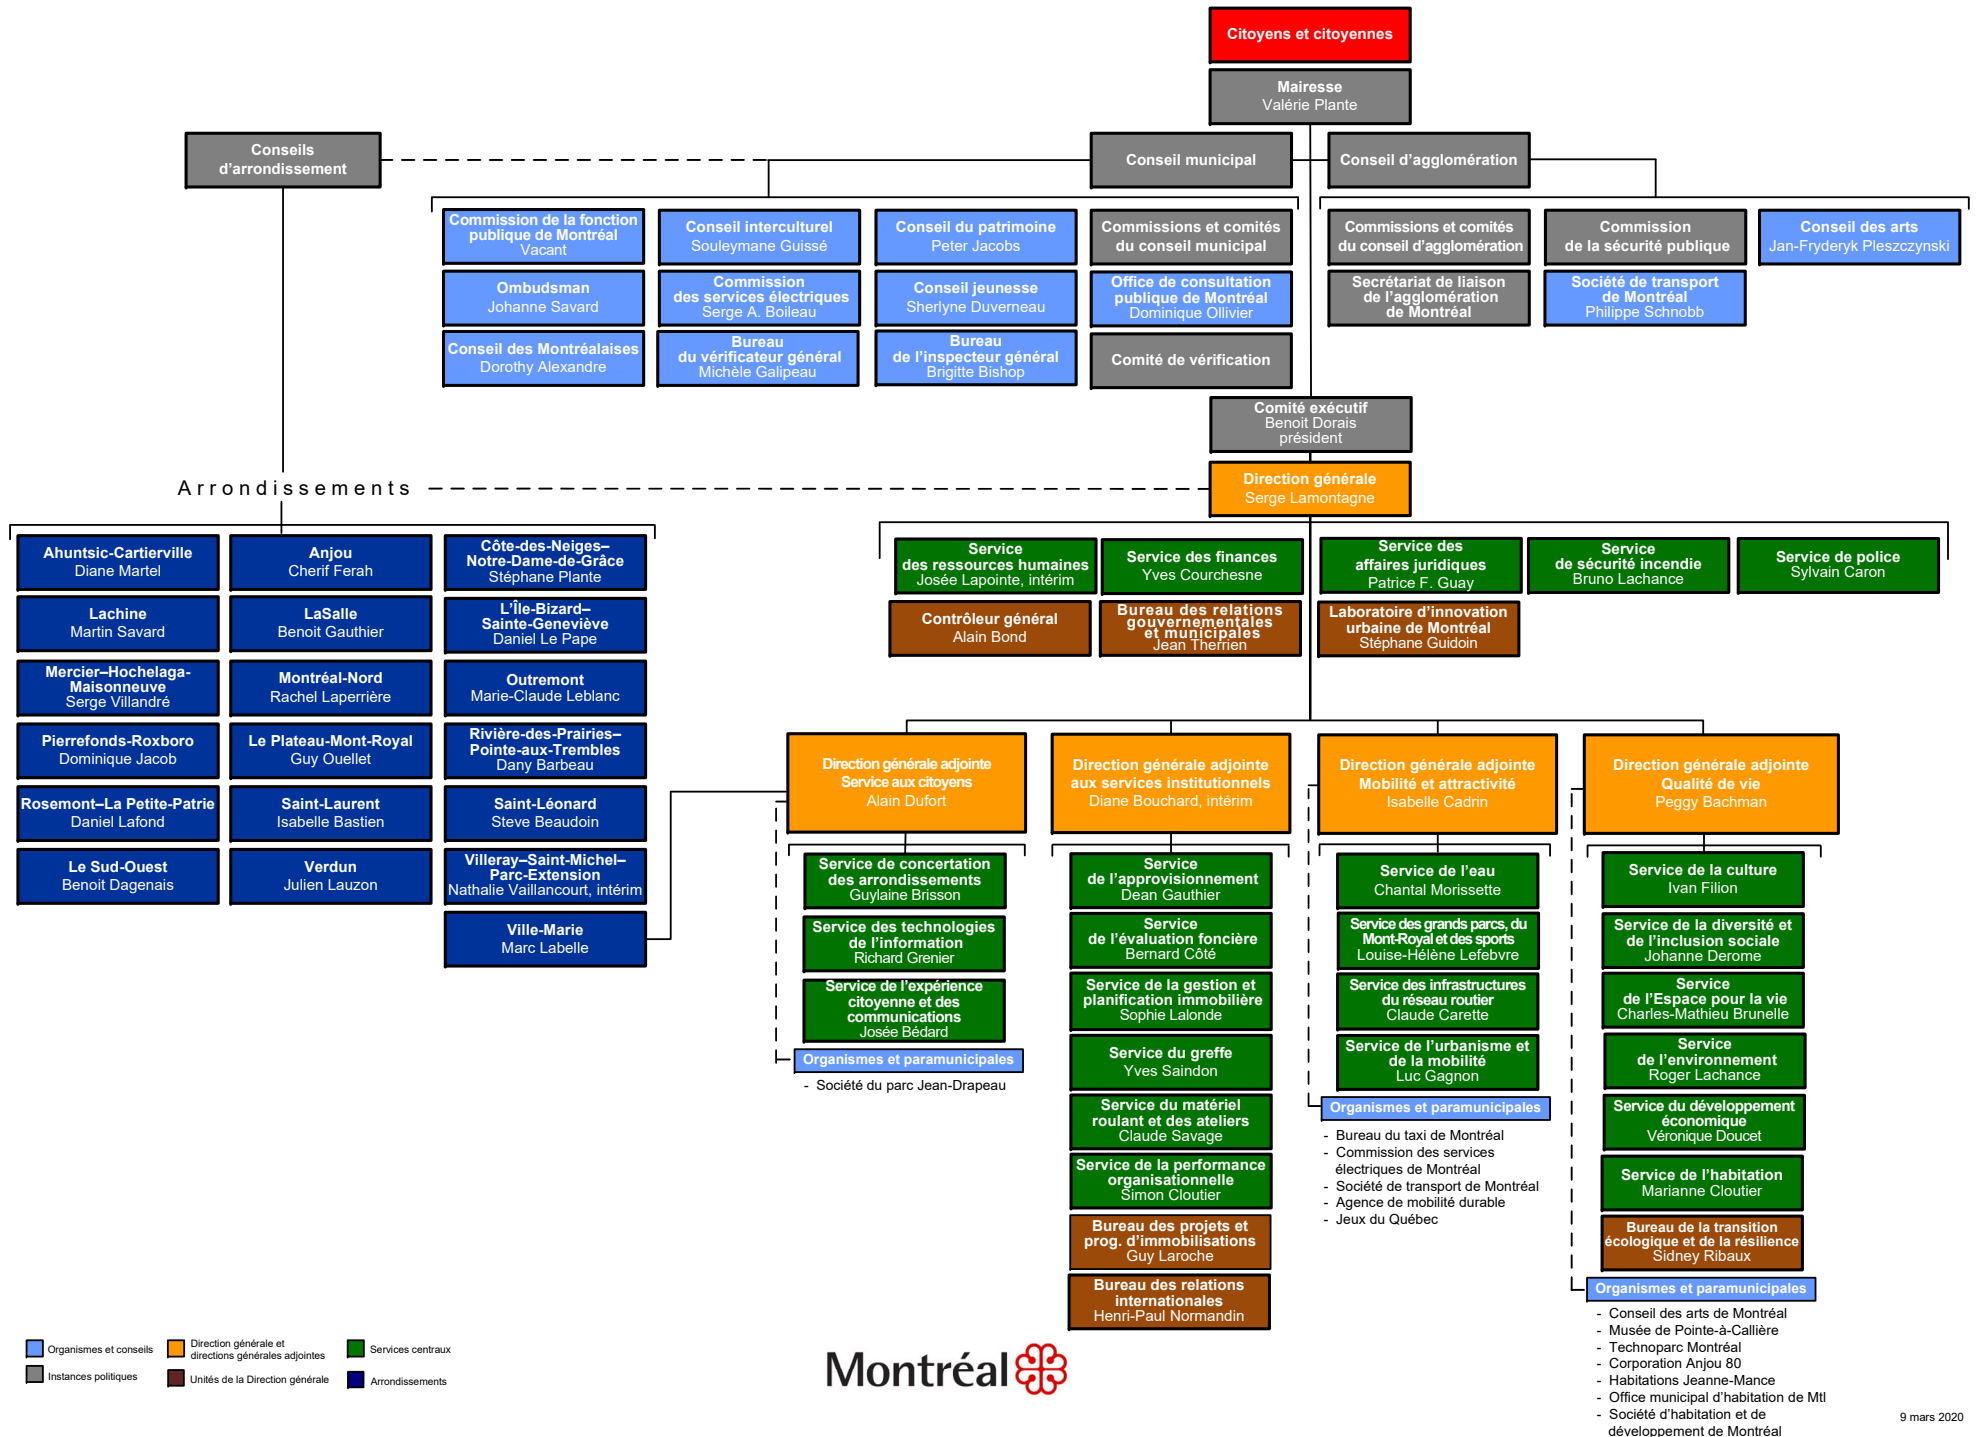 Citoyens et citoyennes
Mairesse
Valérie Plante
Conseils
d’arrondissement
Conseil municipal
Conseil d’agglomération
Commission de la fonction
publique de Montréal
Vacant
Conseil interculturel
Souleymane Guissé
Conseil du patrimoine
Peter Jacobs
Commissions et comités
du conseil municipal
Commissions et comités
du conseil d’agglomération
Commission
de la sécurité publique
Conseil des arts
Jan-Fryderyk Pleszczynski
Ombudsman
Johanne Savard
Commission
des services électriques
Serge A. Boileau
Conseil jeunesse
Sherlyne Duverneau
Office de consultation
publique de Montréal
Dominique Ollivier
Secrétariat de liaison
de l’agglomération
de Montréal
Société de transport
de Montréal
Philippe Schnobb
Conseil des Montréalaises
Dorothy Alexandre
Bureau
du vérificateur général
Michèle Galipeau
Bureau
de l’inspecteur général
Brigitte Bishop
Comité de vérification
Comité exécutif
Benoit Dorais
président
Direction générale
Serge Lamontagne
Arrondissements
Ahuntsic-Cartierville
Diane Martel
Anjou
Cherif Ferah
Côte-des-Neiges–
Notre-Dame-de-Grâce
Stéphane Plante
Lachine
Martin Savard
LaSalle
Benoit Gauthier
L’Île-Bizard–
Sainte-Geneviève
Daniel Le Pape
Mercier–Hochelaga-
Maisonneuve
Serge Villandré
Montréal-Nord
Rachel Laperrière
Outremont
Marie-Claude Leblanc
Pierrefonds-Roxboro
Dominique Jacob
Le Plateau-Mont-Royal
Guy Ouellet
Rivière-des-Prairies–
Pointe-aux-Trembles
Dany Barbeau
Rosemont–La Petite-Patrie
Daniel Lafond
Saint-Laurent
Isabelle Bastien
Saint-Léonard
Steve Beaudoin
Le Sud-Ouest
Benoit Dagenais
Verdun
Julien Lauzon
Villeray–Saint-Michel–
Parc-Extension
Nathalie Vaillancourt, intérim
Ville-Marie
Marc Labelle
Service
des ressources humaines
Josée Lapointe, intérim
Service des finances
Yves Courchesne
Service des
affaires juridiques
Patrice F. Guay
Service
de sécurité incendie
Bruno Lachance
Service de police
Sylvain Caron
Contrôleur général
Alain Bond
Bureau des relations
gouvernementales
et municipales
Jean Therrien
Laboratoire d’innovation
urbaine de Montréal
Stéphane Guidoin
Direction générale adjointe
Service aux citoyens
Alain Dufort
Direction générale adjointe
aux services institutionnels
Diane Bouchard, intérim
Direction générale adjointe
Mobilité et attractivité
Isabelle Cadrin
Direction générale adjointe
Qualité de vie
Peggy Bachman
Service de concertation
des arrondissements
Guylaine Brisson
Service des technologies
de l’information
Richard Grenier
Service de l’expérience
citoyenne et des
communications
Josée Bédard
Organismes et paramunicipales
- Société du parc Jean-Drapeau
Service
de l’approvisionnement
Dean Gauthier
Service
de l’évaluation foncière
Bernard Côté
Service de la gestion et
planification immobilière
Sophie Lalonde
Service du greffe
Yves Saindon
Service du matériel
roulant et des ateliers
Claude Savage
Service de la performance
organisationnelle
Simon Cloutier
Bureau des projets et
prog. d’immobilisations
Guy Laroche
Bureau des relations
internationales
Henri-Paul Normandin
Service de l’eau
Chantal Morissette
Service des grands parcs, du
Mont-Royal et des sports
Louise-Hélène Lefebvre
Service des infrastructures
du réseau routier
Claude Carette
Service de l’urbanisme et
de la mobilité
Luc Gagnon
Organismes et paramunicipales
- Bureau du taxi de Montréal
- Commission des services
électriques de Montréal
- Société de transport de Montréal
- Agence de mobilité durable
- Jeux du Québec
Service de la culture
Ivan Filion
Service de la diversité et
de l’inclusion sociale
Johanne Derome
Service
de l’Espace pour la vie
Charles-Mathieu Brunelle
Service
de l’environnement
Roger Lachance
Service du développement
économique
Véronique Doucet
Service de l’habitation
Marianne Cloutier
Bureau de la transition
écologique et de la résilience
Sidney Ribaux
Organismes et paramunicipales
- Conseil des arts de Montréal
- Musée de Pointe-à-Callière
- Technoparc Montréal
- Corporation Anjou 80
- Habitations Jeanne-Mance
- Office municipal d’habitation de Mtl
- Société d’habitation et de
développement de Montréal
Organismes et conseils
Direction générale et
directions générales adjointes
Services centraux
Instances politiques
Unités de la Direction générale
Arrondissements
Montréal
9 mars 2020